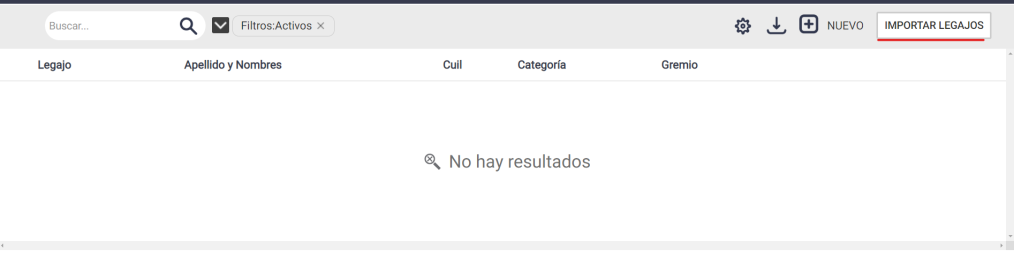 Buscar... Filtros:Activos × NUEVO IMPORTAR LEGAJOS
Legajo Apellido y Nombres Cuil Categoría Gremio
No hay resultados